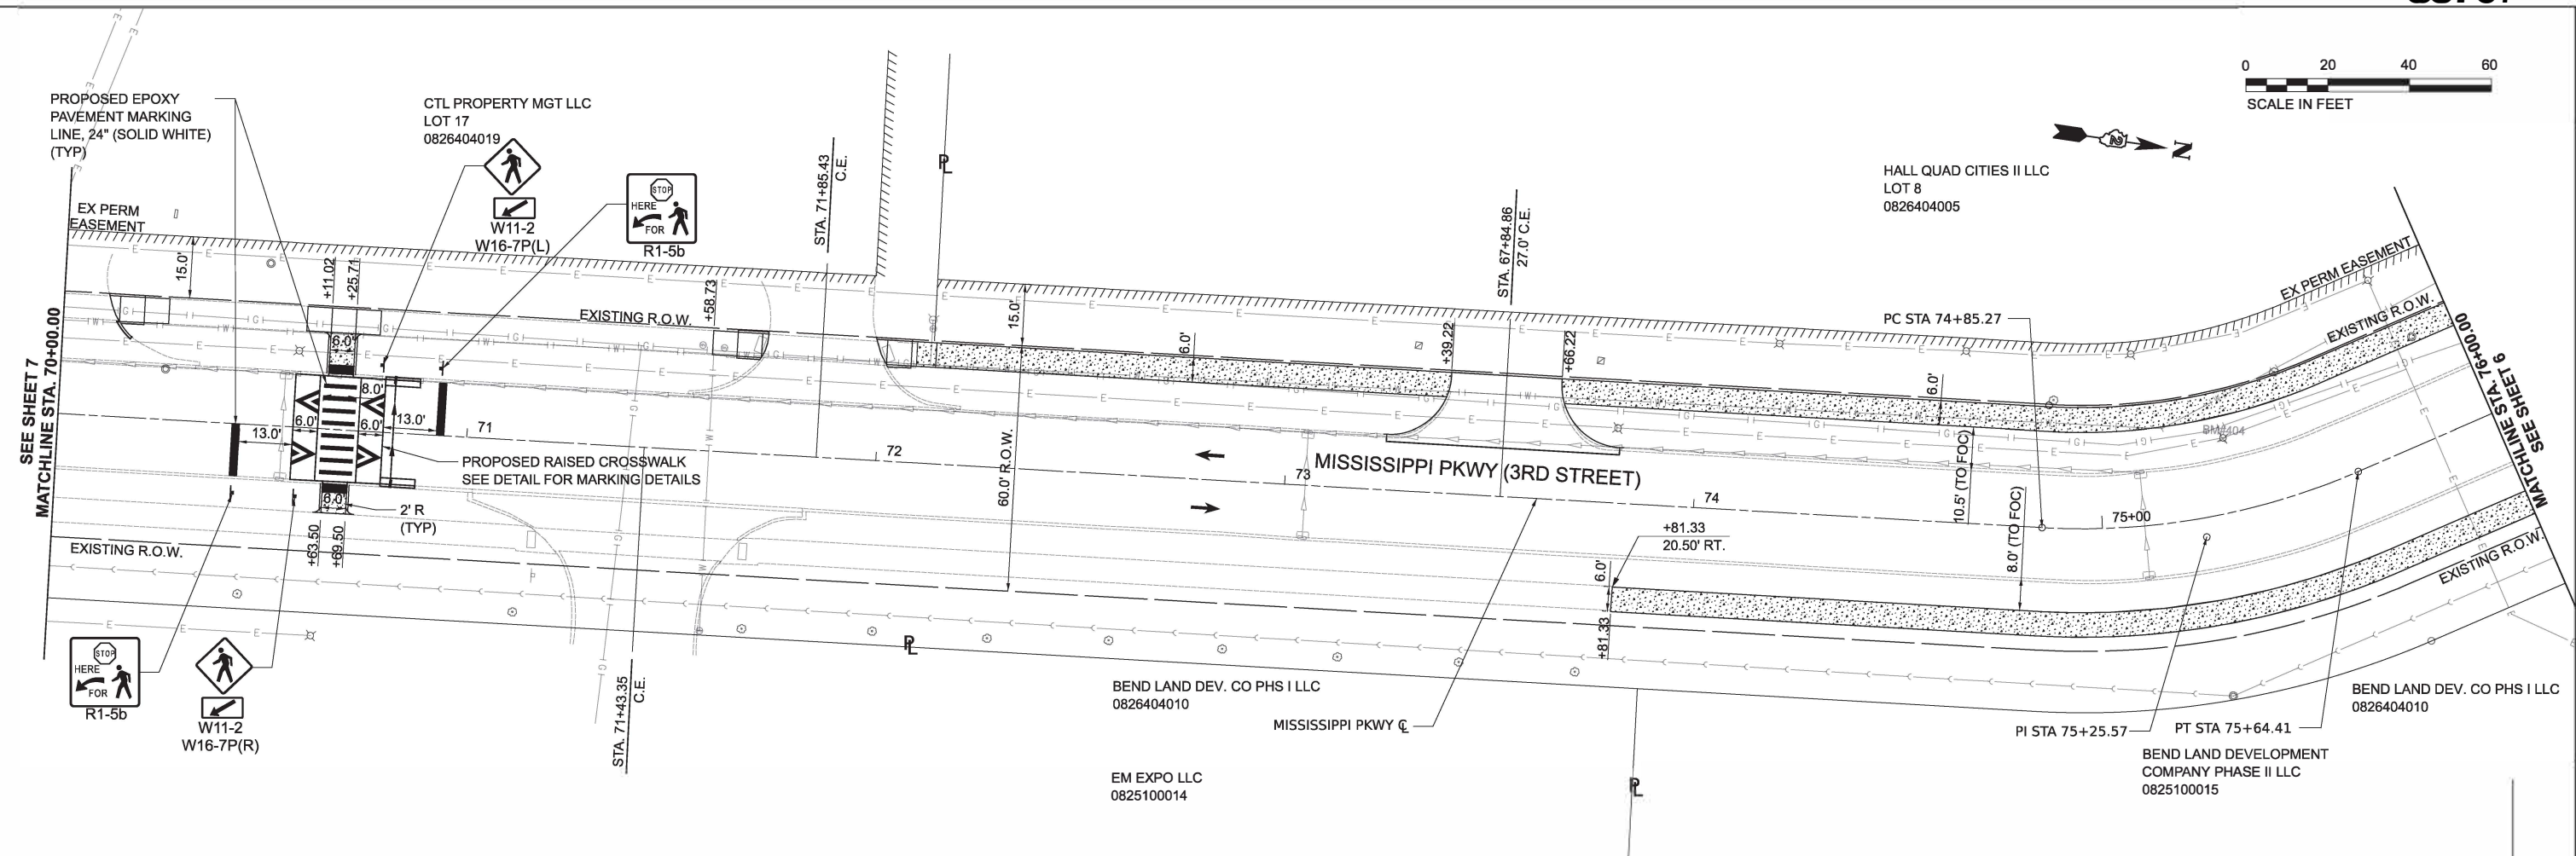 0 20 40 60
SCALE IN FEET
N
PROPOSED EPOXY
PAVEMENT MARKING
LINE, 24" (SOLID WHITE)
(TYP)
CTL PROPERTY MGT LLC
LOT 17
0826404019
W11-2
W16-7P(L)
STOP
HERE
FOR
R1-5b
STA. 71+85.43
C.E.
PL
STA. 67+84.86
27.0' C.E.
HALL QUAD CITIES II LLC
LOT 8
0826404005
EX PERM
EASEMENT
15.0'
+11.02
+25.71
+58.73
EXISTING R.O.W.
15.0'
6.0'
+39.22
+66.22
PC STA 74+85.27
6.0'
EX PERM EASEMENT
EXISTING R.O.W.
SEE SHEET 7
MATCHLINE STA. 70+00.00
MATCHLINE STA. 76+00.00
SEE SHEET 6
6.0'
8.0'
6.0'
6.0'
13.0'
13.0'
6.0'
71
72
73
74
75+00
PROPOSED RAISED CROSSWALK
SEE DETAIL FOR MARKING DETAILS
2' R
(TYP)
+63.50
+69.50
60.0' R.O.W.
MISSISSIPPI PKWY (3RD STREET)
10.5' (TO FOC)
8.0' (TO FOC)
BM#404
+81.33
20.50' RT.
6.0'
+81.33
EXISTING R.O.W.
EXISTING R.O.W.
STOP
HERE
FOR
R1-5b
W11-2
W16-7P(R)
STA. 71+43.35
C.E.
PL
BEND LAND DEV. CO PHS I LLC
0826404010
MISSISSIPPI PKWY CL
EM EXPO LLC
0825100014
PL
PI STA 75+25.57
PT STA 75+64.41
BEND LAND DEV. CO PHS I LLC
0826404010
BEND LAND DEVELOPMENT
COMPANY PHASE II LLC
0825100015